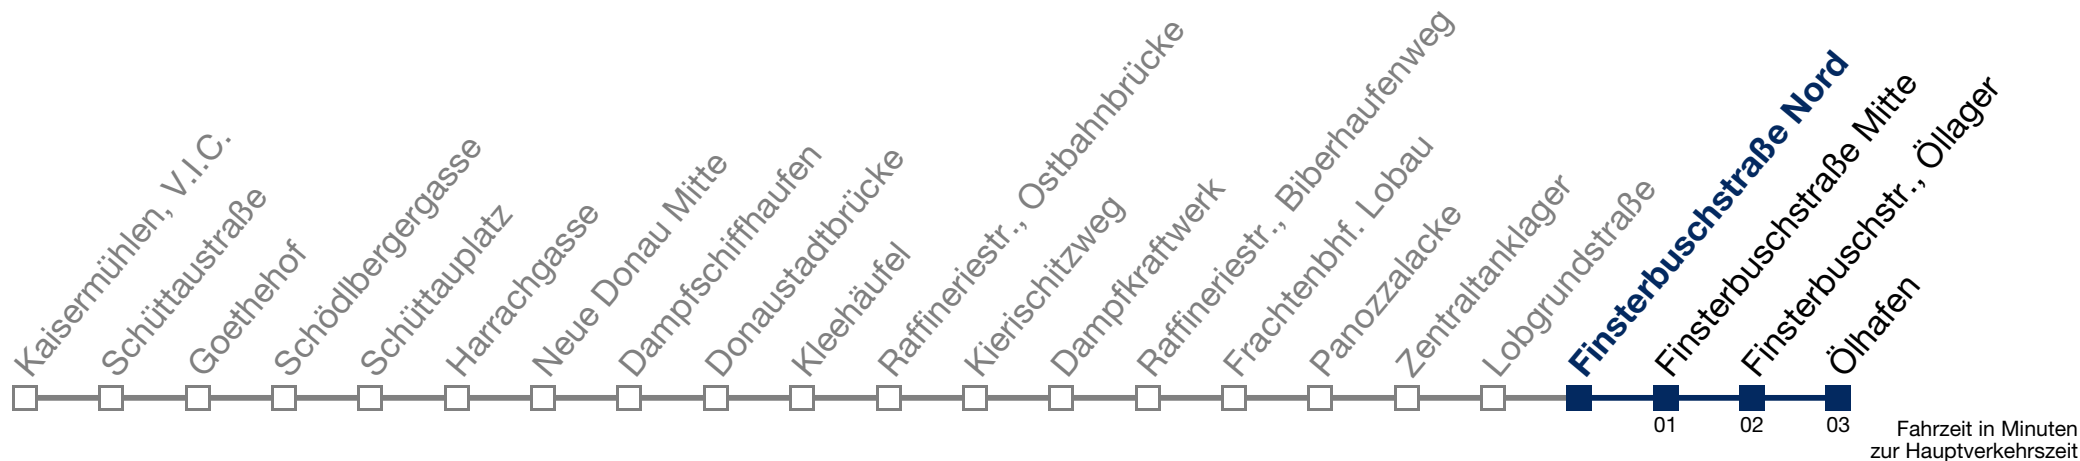 Kaisermühlen, V.I.C.
Schüttaustraße
Goethehof
Schödlbergergasse
Schüttauplatz
Harrachgasse
Neue Donau Mitte
Dampfschiffhaufen
Donaustadtbrücke
Kleehäufel
Raffineriestr., Ostbahnbrücke
Kierischitzweg
Dampfkraftwerk
Raffineriestr., Biberhaufenweg
Frachtenbhf. Lobau
Panozzalacke
Zentraltanklager
Lobgrundstraße
Finsterbuschstraße Nord
Finsterbuschstraße Mitte
Finsterbuschstr., Öllager
Ölhafen
01 02 03
Fahrzeit in Minuten
zur Hauptverkehrszeit